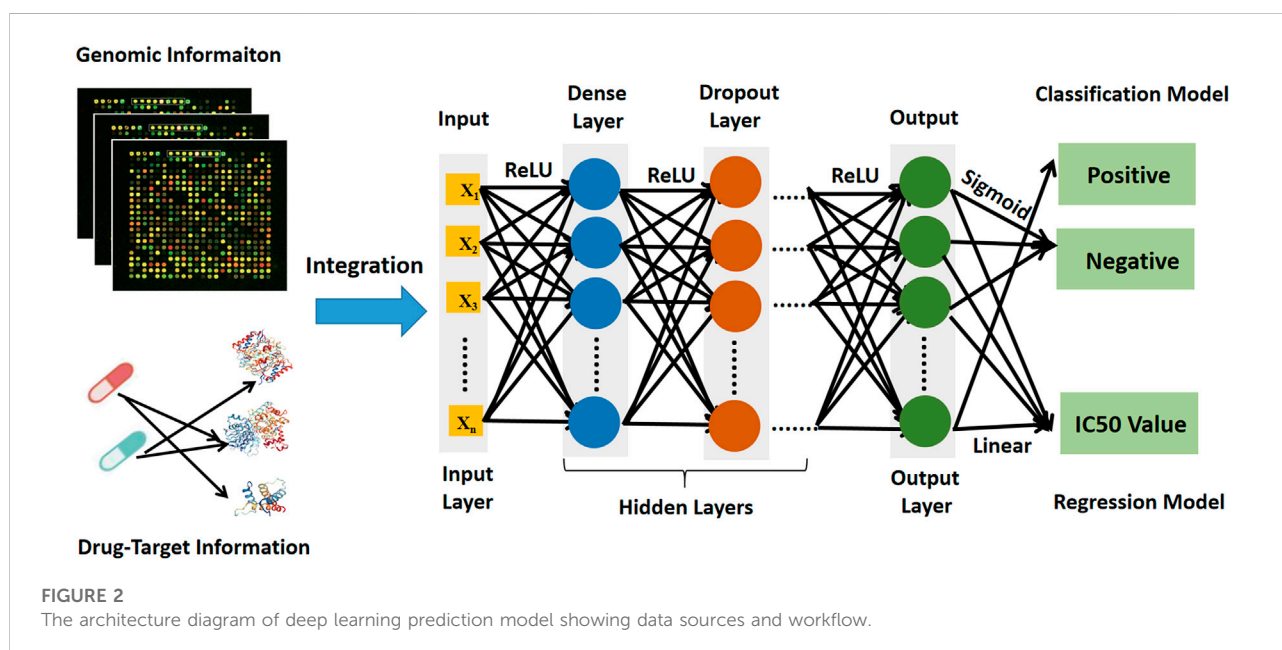 Genomic Informaiton
Drug-Target Information
Integration
Input
X1
X2
X3
Xn
Input
Layer
ReLU
Dense
Layer
ReLU
Dropout
Layer
Hidden Layers
ReLU
Output
Output
Layer
Sigmoid
Linear
Classification Model
Positive
Negative
IC50 Value
Regression Model
FIGURE 2
The architecture diagram of deep learning prediction model showing data sources and workflow.